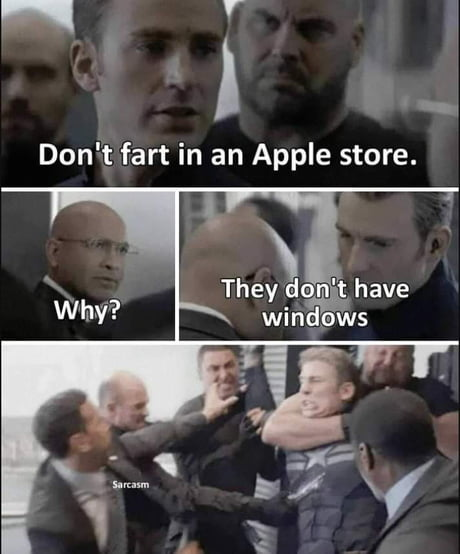 Don't fart in an Apple store.
Why?
They don't have
windows
Sarcasm